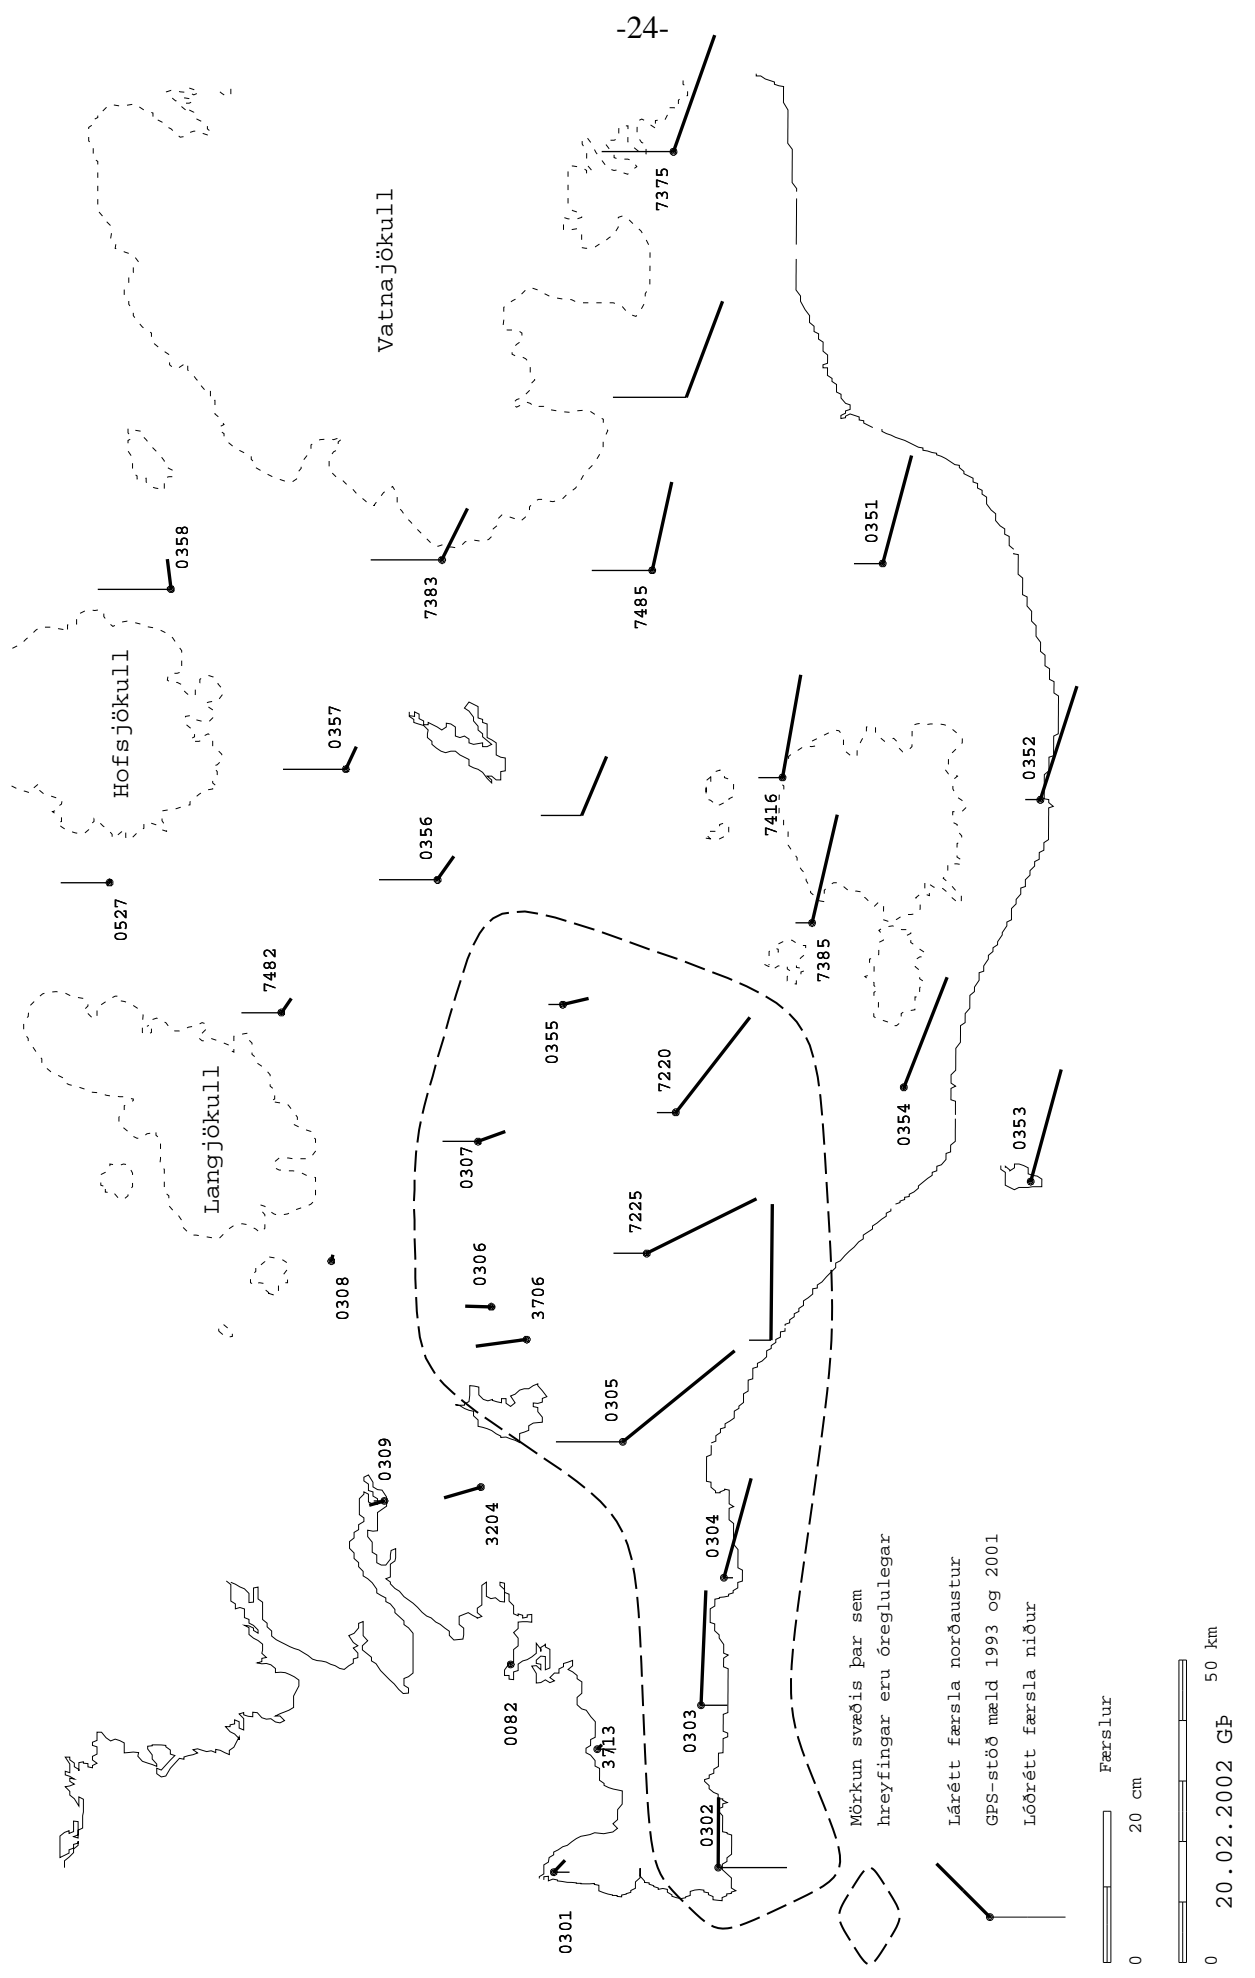 -24-
Vatnajökull
7375
0358
7383
7485
0351
Hofsjökull
0357
0352
7416
0356
0527
7385
7482
0355
7220
0354
0353
Langjökull
0307
7225
0308
0306
3706
0305
0309
3204
0304
0082
3713
0303
0302
0301
Mörkun svæðis þar sem
hreyfingar eru óreglulegar
Lárétt færsla norðaustur
GPS-stöð mæld 1993 og 2001
Lóðrétt færsla niður
Færslur
0 20 cm
0 50 km
20.02.2002 GÞ